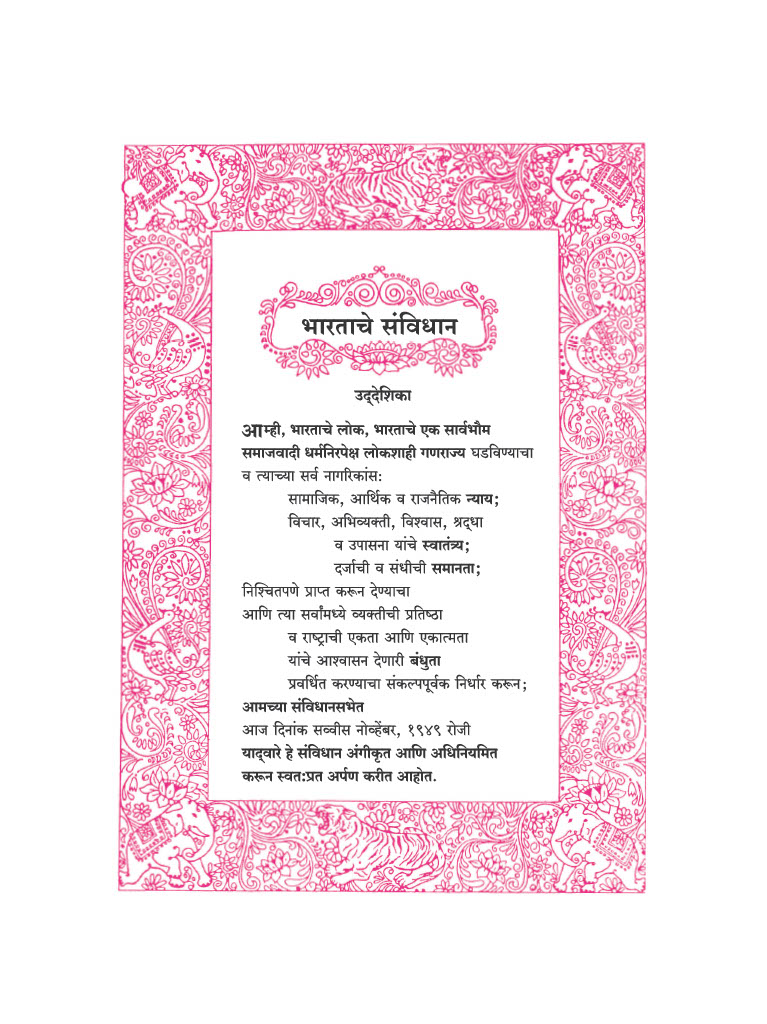 भारताचे संविधान
उद्‌देशिका
आम्ही, भारताचे लोक, भारताचे एक सार्वभौम
समाजवादी धर्मनिरपेक्ष लोकशाही गणराज्य घडविण्याचा
व त्याच्या सर्व नागरिकांस:
सामाजिक, आर्थिक व राजनैतिक न्याय;
विचार, अभिव्यक्ती, विश्वास, श्रद्‌धा
व उपासना यांचे स्वातंत्र्य;
दर्जाची व संधीची समानता;
निश्चितपणे प्राप्त करून देण्याचा
आणि त्या सर्वांमध्ये व्यक्तीची प्रतिष्ठा
व राष्ट्राची एकता आणि एकात्मता
यांचे आश्वासन देणारी बंधुता
प्रवर्धित करण्याचा संकल्पपूर्वक निर्धार करून;
आमच्या संविधानसभेत
आज दिनांक सव्वीस नोव्हेंबर, १९४९ रोजी
याद्‌वारे हे संविधान अंगीकृत आणि अधिनियमित
करून स्वत:प्रत अर्पण करीत आहोत.